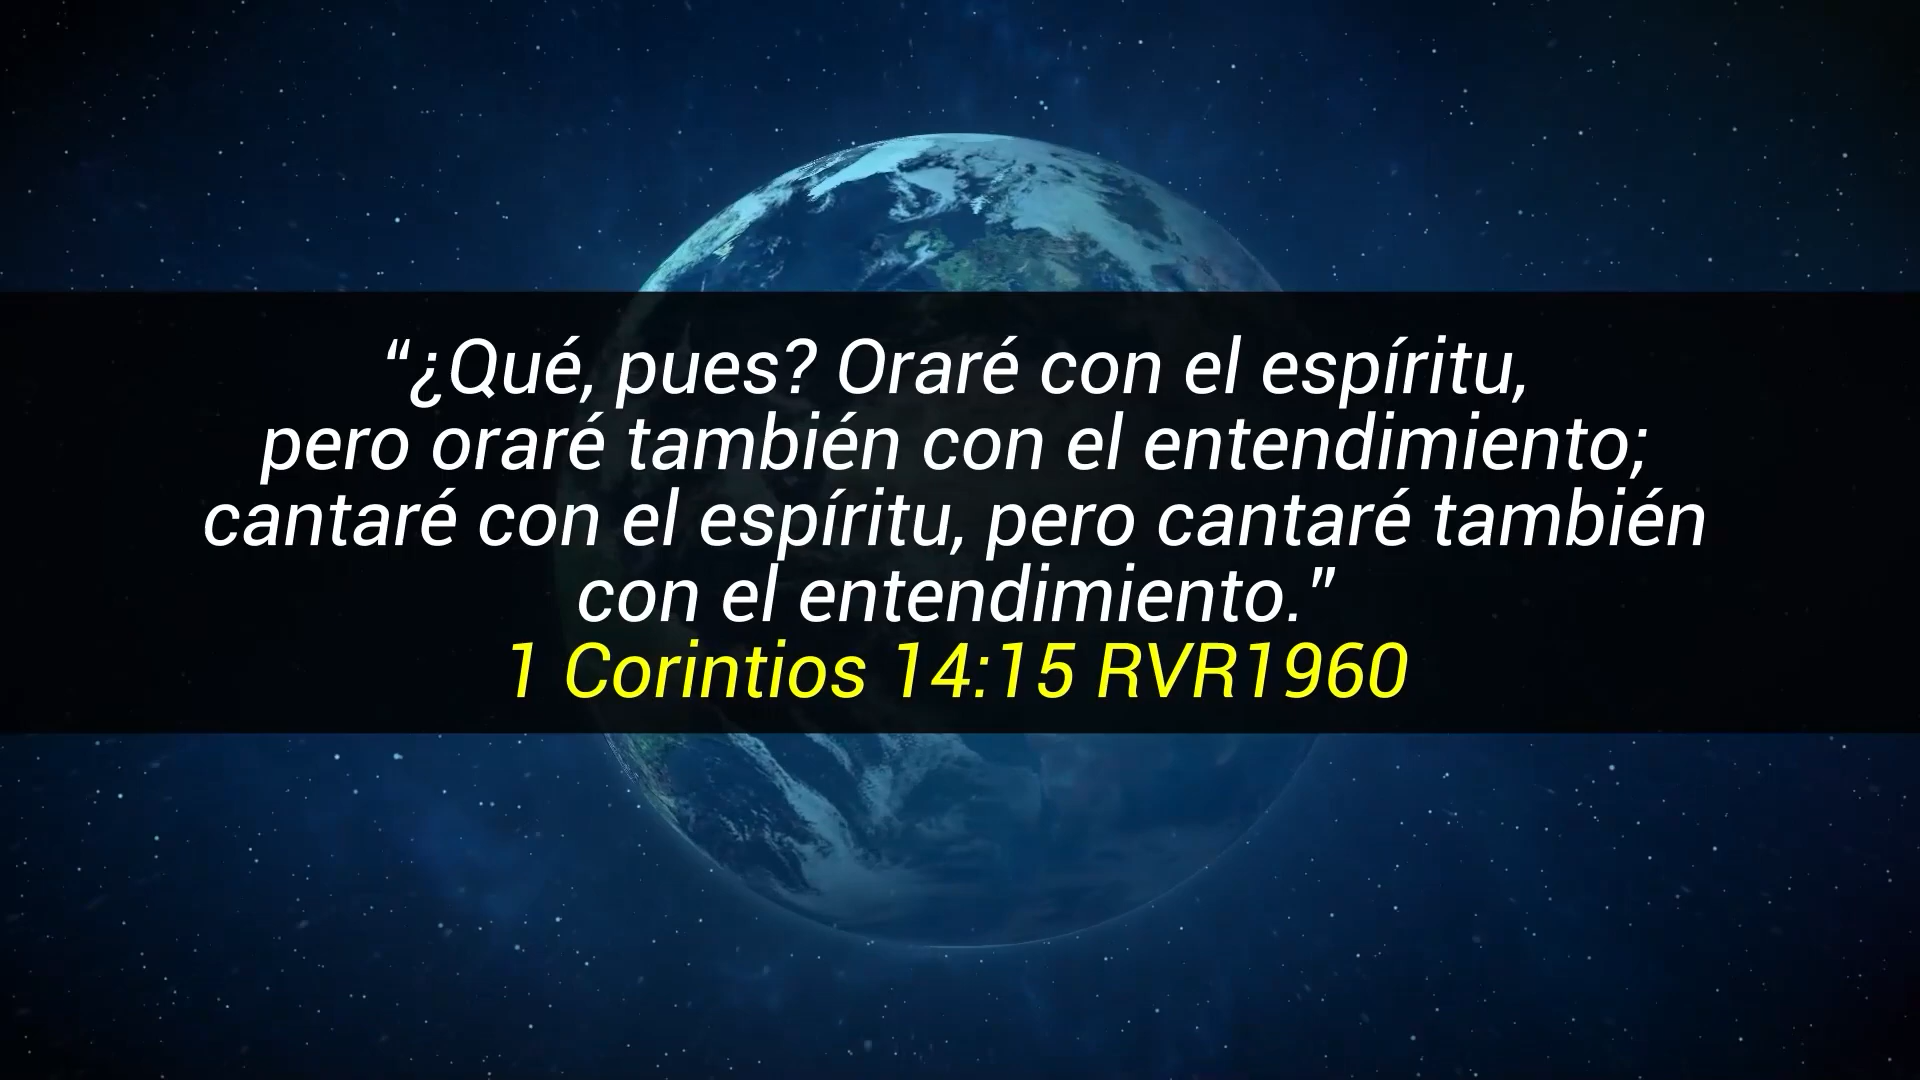 “¿Qué, pues? Oraré con el espíritu,
pero oraré también con el entendimiento;
cantaré con el espíritu, pero cantaré también
con el entendimiento.”
1 Corintios 14:15 RVR1960